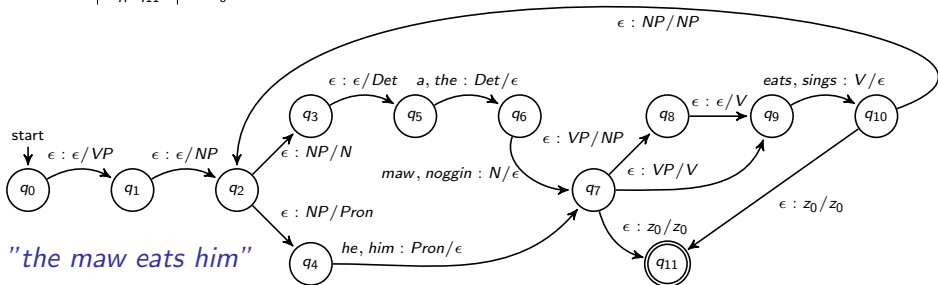 q₁₁ 0
ϵ : NP/NP
ϵ : ϵ/Det
a, the : Det/ϵ
eats, sings : V/ϵ
ϵ : ϵ/V
q₃
q₅
q₆
q₈
q₉
q₁₀
start
ϵ : ϵ/VP
ϵ : ϵ/NP
ϵ : NP/N
ϵ : VP/NP
maw, noggin : N/ϵ
ϵ : VP/V
q₀
q₁
q₂
q₇
ϵ : z₀/z₀
ϵ : NP/Pron
ϵ : z₀/z₀
he, him : Pron/ϵ
"the maw eats him"
q₄
q₁₁